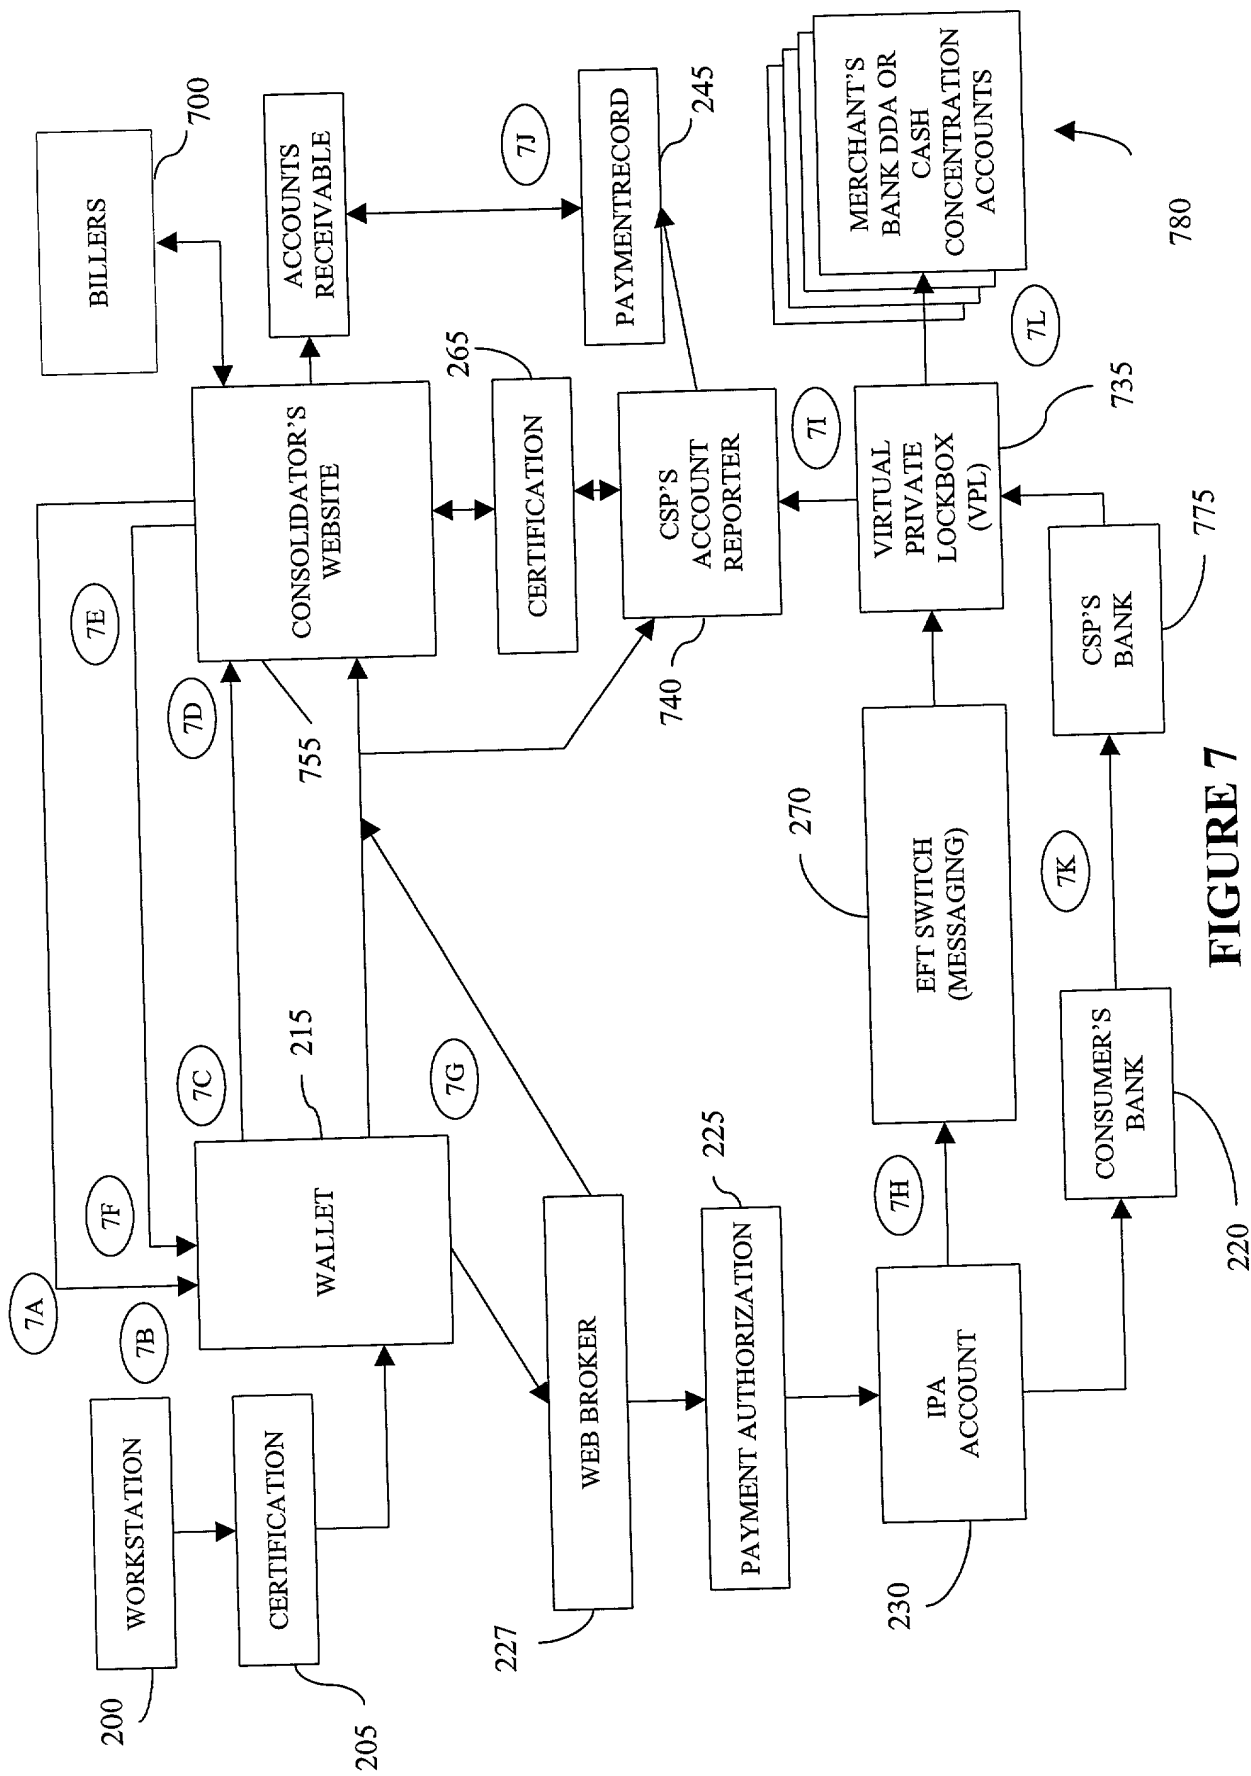 BILLERS
700
ACCOUNTS
RECEIVABLE
7J
PAYMENTRECORD
245
MERCHANT'S
BANK DDA OR
CASH
CONCENTRATION
ACCOUNTS
780
7E
7D
CONSOLIDATOR'S
WEBSITE
755
265
CERTIFICATION
CSP'S
ACCOUNT
REPORTER
740
7I
VIRTUAL
PRIVATE
LOCKBOX
(VPL)
7L
735
CSP'S
BANK
775
7A
7F
7B
7C
WORKSTATION
200
CERTIFICATION
205
WALLET
215
7G
WEB BROKER
227
PAYMENT AUTHORIZATION
225
IPA
ACCOUNT
230
7H
EFT SWITCH
(MESSAGING)
270
7K
CONSUMER'S
BANK
220
FIGURE 7